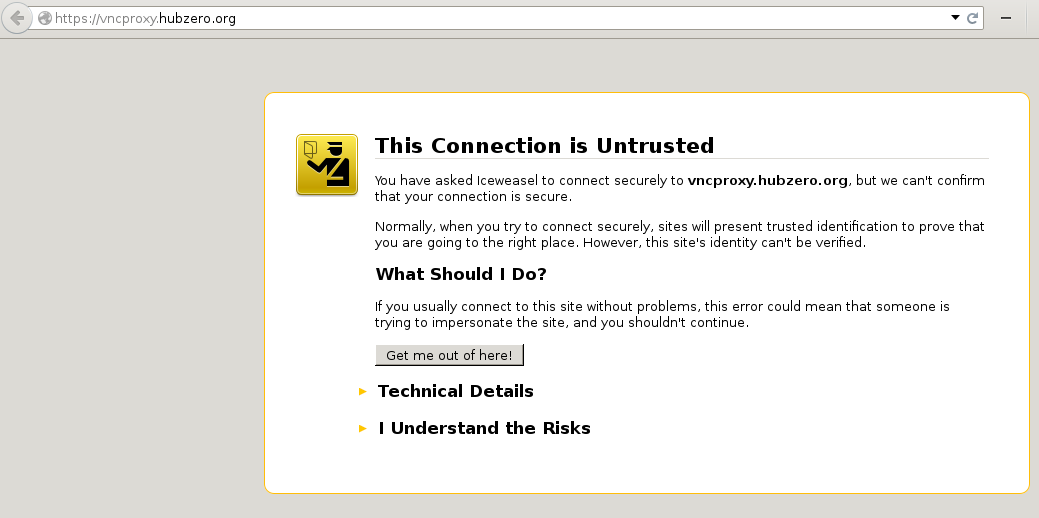 https://vncproxy.hubzero.org
This Connection is Untrusted
You have asked Iceweasel to connect securely to vncproxy.hubzero.org, but we can't confirm
that your connection is secure.
Normally, when you try to connect securely, sites will present trusted identification to prove that
you are going to the right place. However, this site's identity can't be verified.
What Should I Do?
If you usually connect to this site without problems, this error could mean that someone is
trying to impersonate the site, and you shouldn't continue.
Get me out of here!
Technical Details
I Understand the Risks